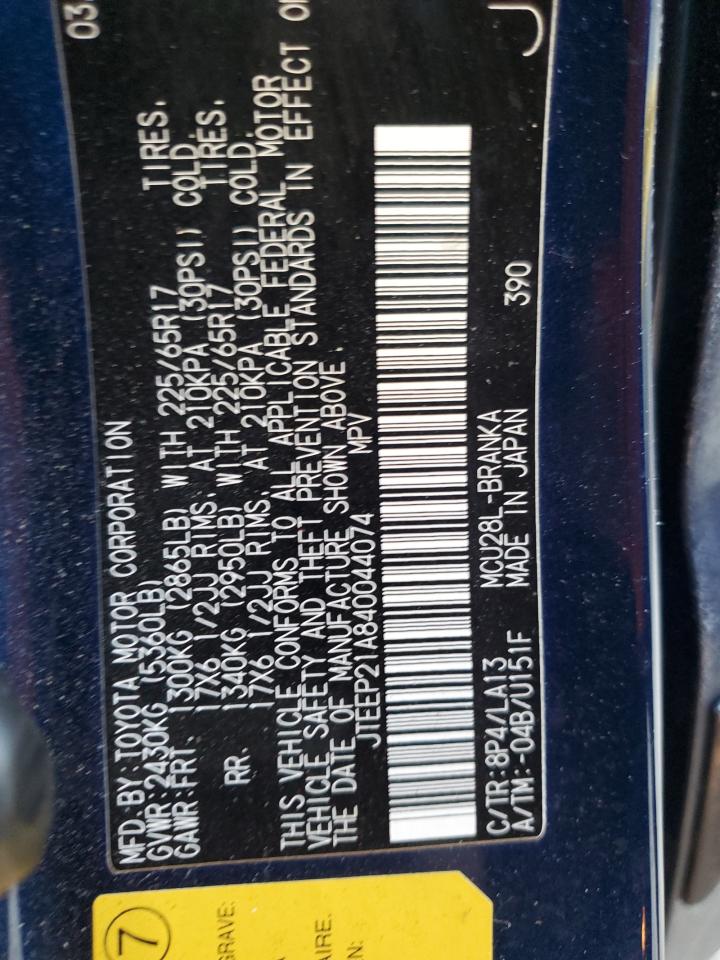 MFD. BY: TOYOTA MOTOR CORPORATION 03
GVWR: 2430KG (5360LB)
GAWR: FRT. 1300KG (2865LB) WITH 225/65R17 TIRES.
17X6 1/2JJ RIMS, AT 210KPA (30PSI) COLD.
RR. 1340KG (2950LB) WITH 225/65R17 TIRES.
17X6 1/2JJ RIMS, AT 210KPA (30PSI) COLD.
THIS VEHICLE CONFORMS TO ALL APPLICABLE FEDERAL MOTOR
VEHICLE SAFETY AND THEFT PREVENTION STANDARDS IN EFFECT
THE DATE OF MANUFACTURE SHOWN ABOVE.
JTEEP21A840044074 MPV
C/TR: 8P4/LA13 MCU28L-BRANKA 390
A/TM: -04B/U151F MADE IN JAPAN
J
7
GRAVE: